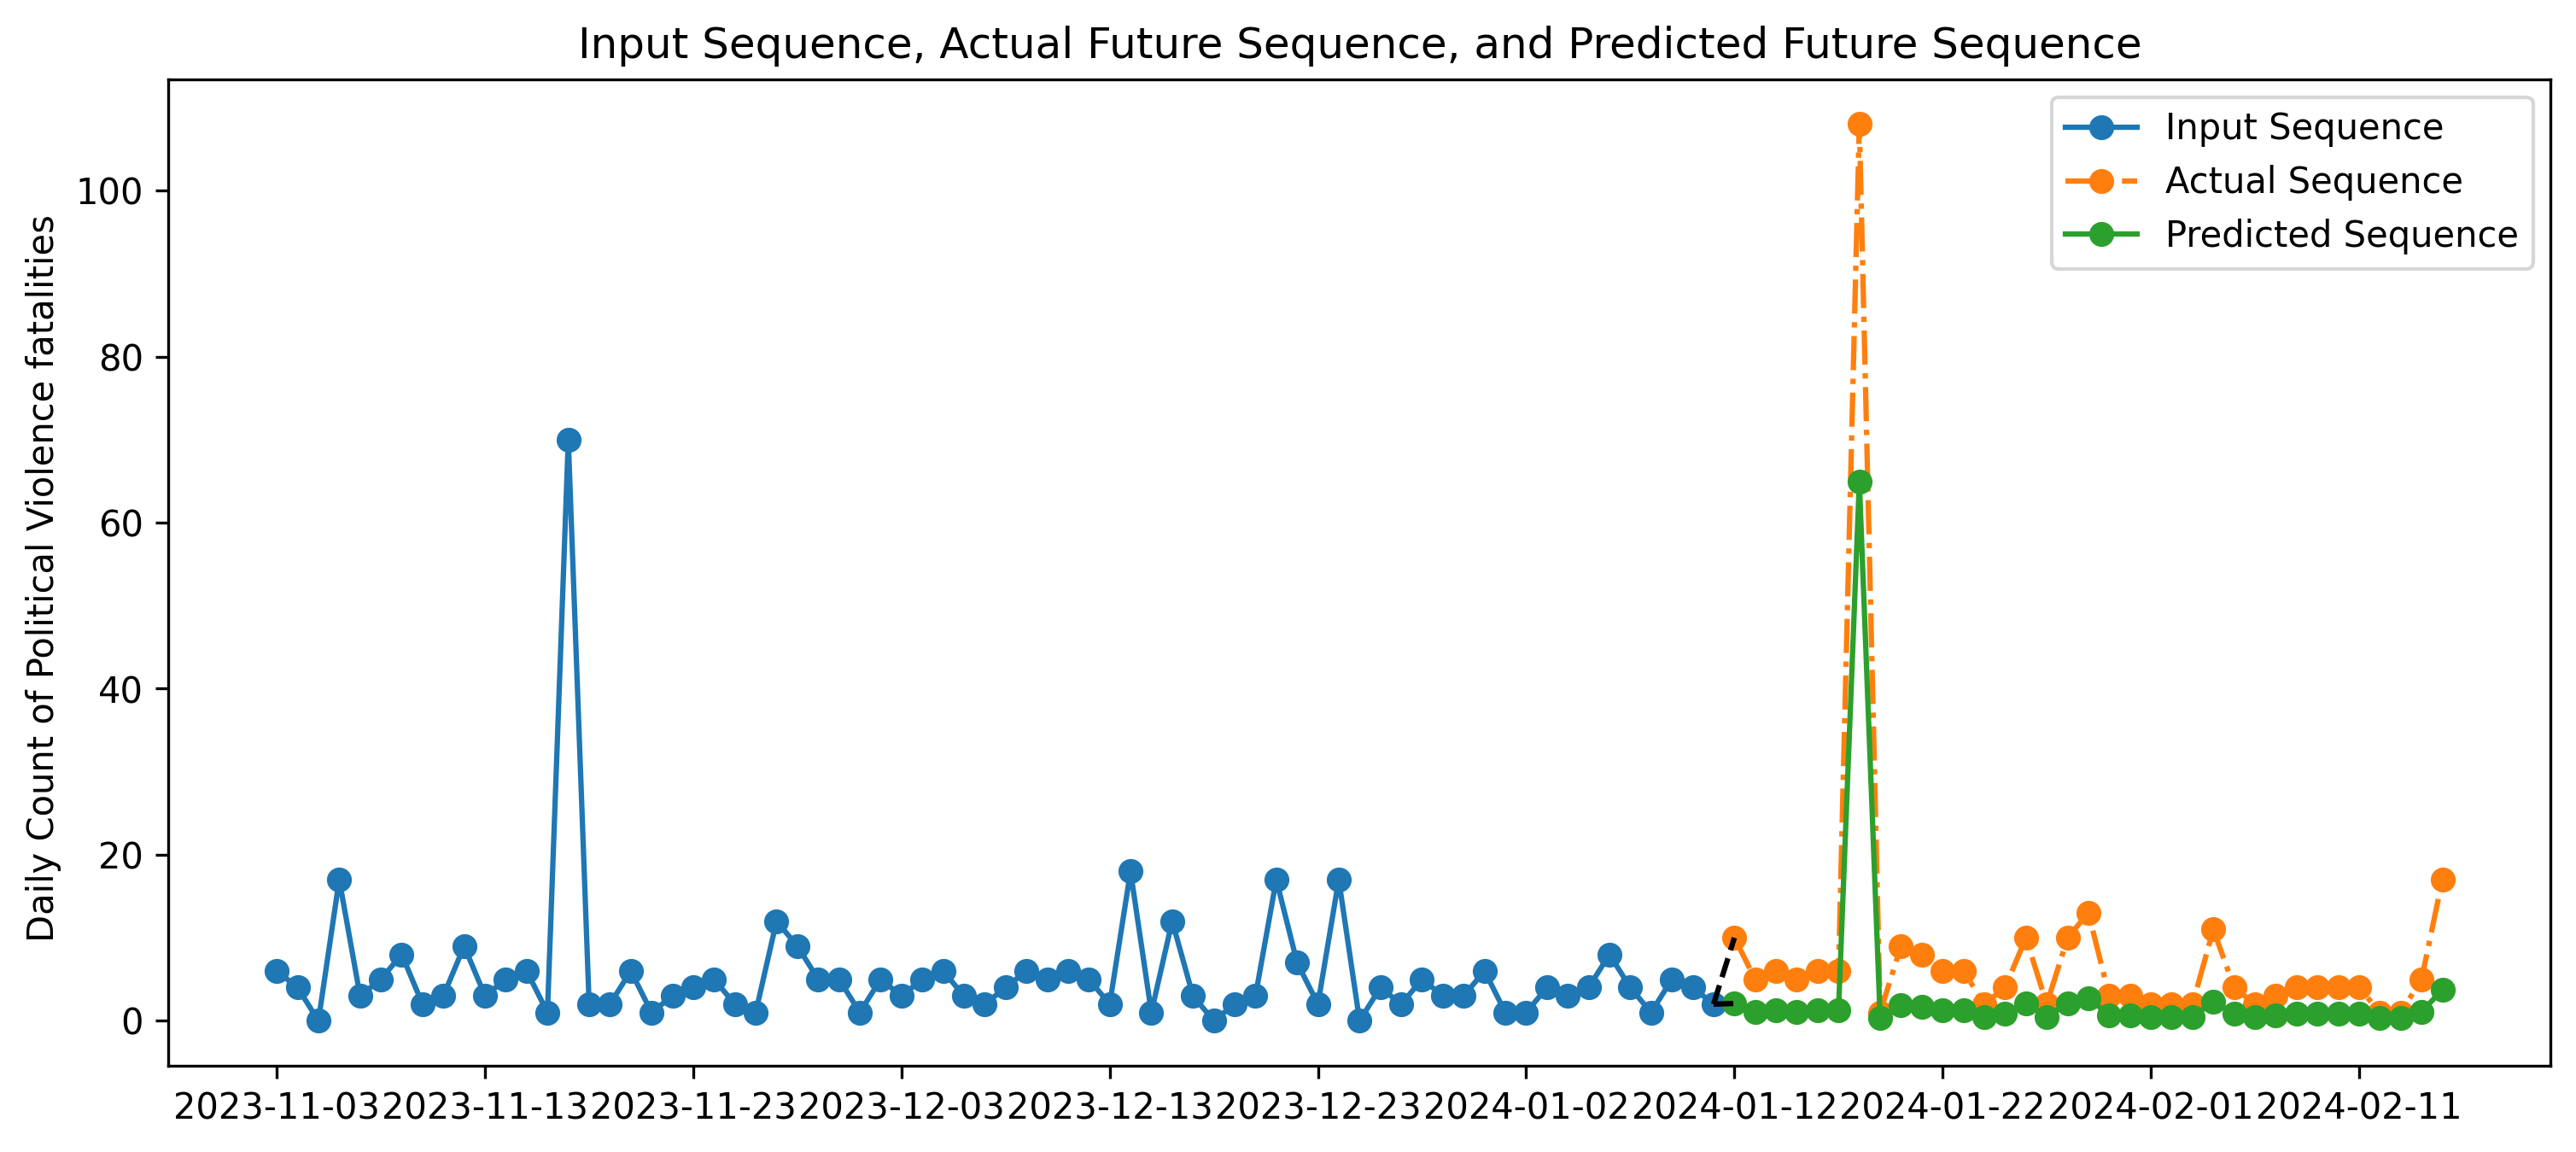 Input Sequence, Actual Future Sequence, and Predicted Future Sequence
Daily Count of Political Violence fatalities
100
80
60
40
20
0
Input Sequence
Actual Sequence
Predicted Sequence
2023-11-03 2023-11-13 2023-11-23 2023-12-03 2023-12-13 2023-12-23 2024-01-02 2024-01-12 2024-01-22 2024-02-01 2024-02-11